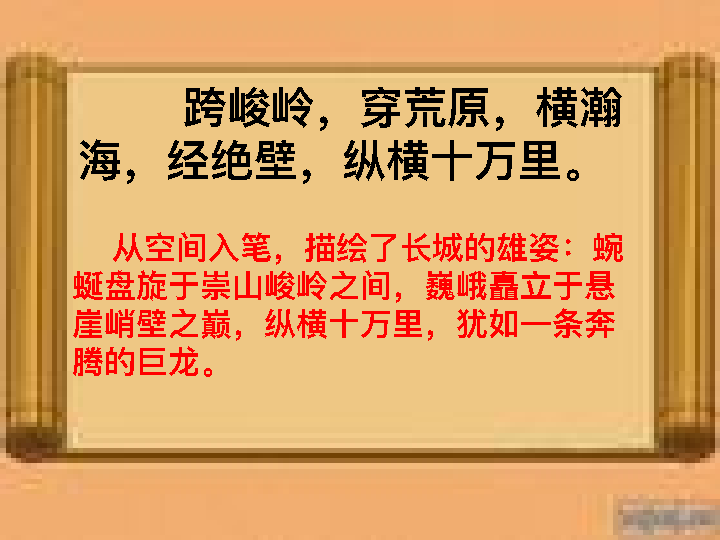 跨峻岭，穿荒原，横瀚
海，经绝壁，纵横十万里。
从空间入笔，描绘了长城的雄姿：蜿
蜒盘旋于崇山峻岭之间，巍峨矗立于悬
崖峭壁之巅，纵横十万里，犹如一条奔
腾的巨龙。